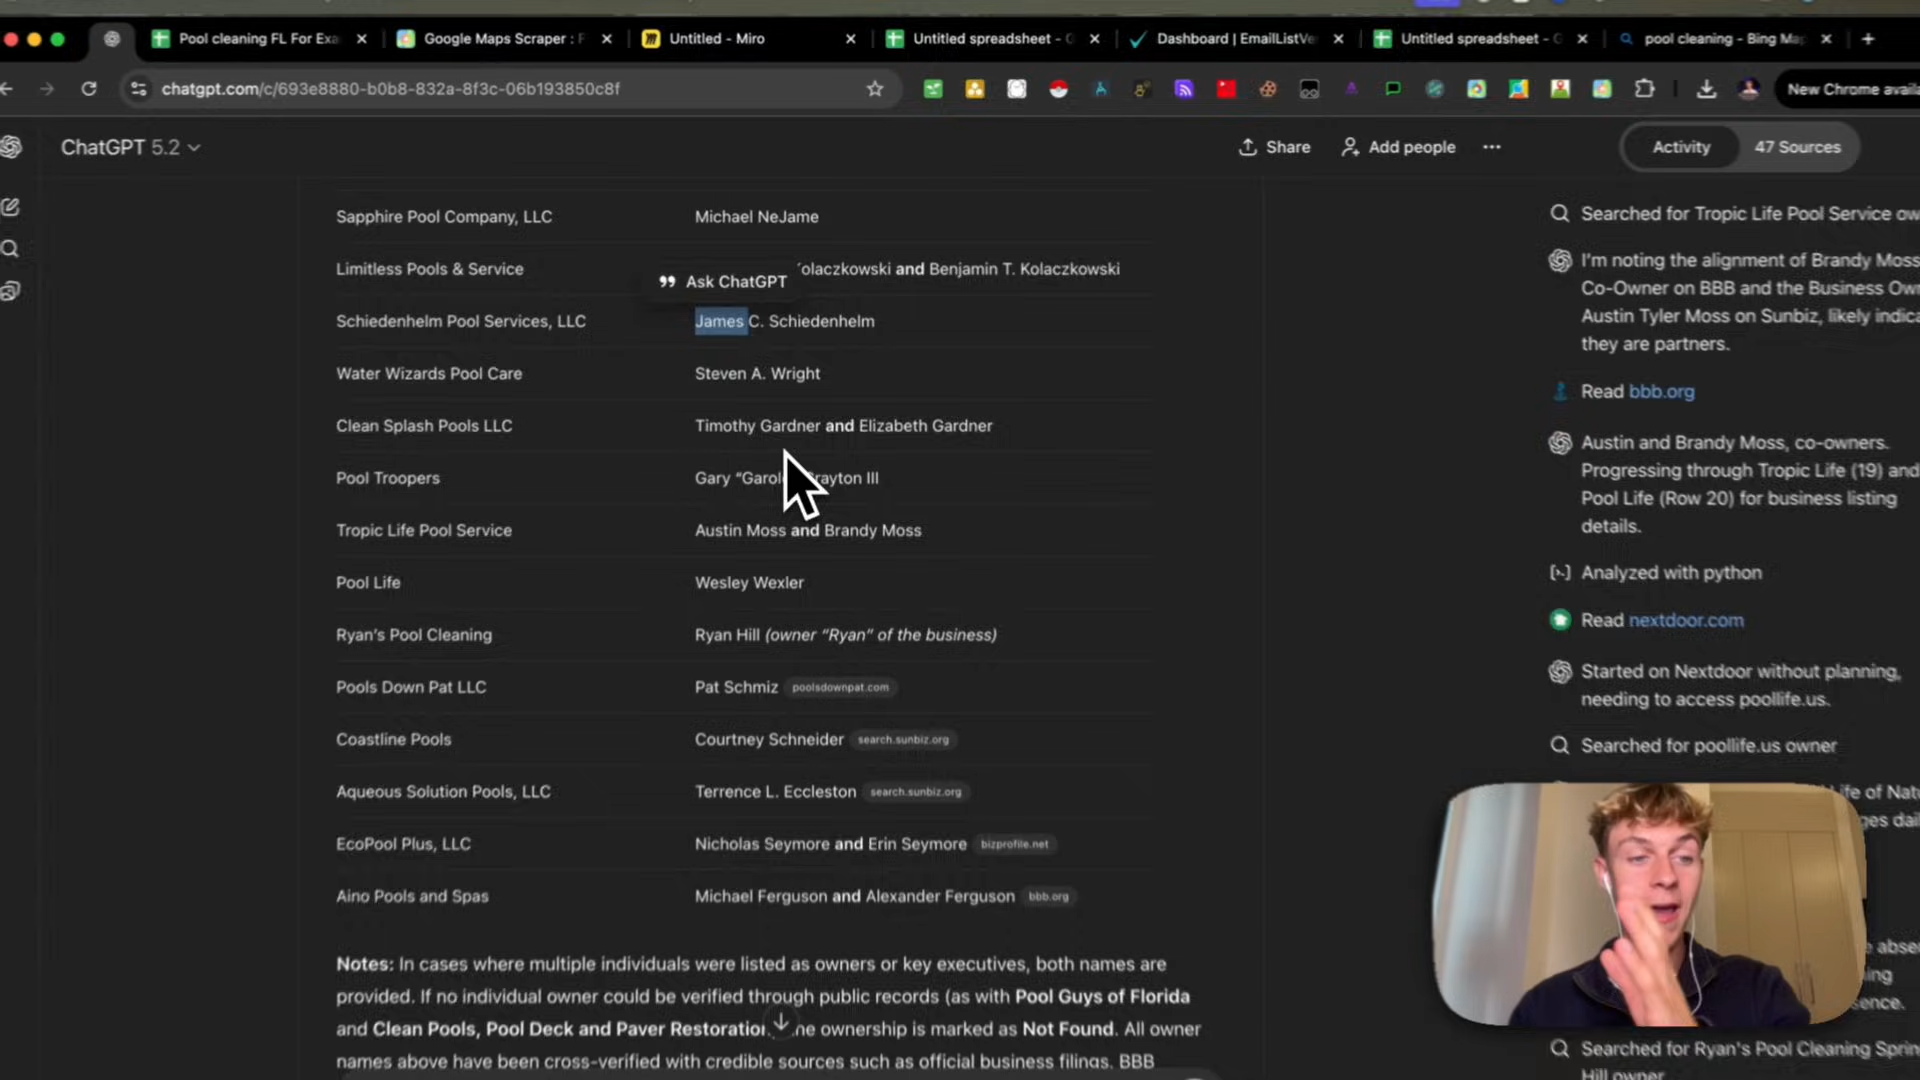 Pool cleaning FL For Exa
Google Maps Scraper : F
Untitled - Miro
Untitled spreadsheet - G
Dashboard | EmailListVe
Untitled spreadsheet - G
pool cleaning - Bing Ma
chatgpt.com/c/693e8880-b0b8-832a-8f3c-06b193850c8f
New Chrome availa
ChatGPT 5.2
Share
Add people
Activity
47 Sources
Sapphire Pool Company, LLC Michael NeJame
Limitless Pools & Service Kolaczkowski and Benjamin T. Kolaczkowski
Ask ChatGPT
Schiedenhelm Pool Services, LLC James C. Schiedenhelm
Water Wizards Pool Care Steven A. Wright
Clean Splash Pools LLC Timothy Gardner and Elizabeth Gardner
Pool Troopers Gary “Garol rayton III
Tropic Life Pool Service Austin Moss and Brandy Moss
Pool Life Wesley Wexler
Ryan’s Pool Cleaning Ryan Hill (owner “Ryan” of the business)
Pools Down Pat LLC Pat Schmiz poolsdownpat.com
Coastline Pools Courtney Schneider search.sunbiz.org
Aqueous Solution Pools, LLC Terrence L. Eccleston search.sunbiz.org
EcoPool Plus, LLC Nicholas Seymore and Erin Seymore bizprofile.net
Aino Pools and Spas Michael Ferguson and Alexander Ferguson bbb.org
Notes: In cases where multiple individuals were listed as owners or key executives, both names are
provided. If no individual owner could be verified through public records (as with Pool Guys of Florida
and Clean Pools, Pool Deck and Paver Restoration. he ownership is marked as Not Found. All owner
names above have been cross-verified with credible sources such as official business filings, BBB
Searched for Tropic Life Pool Service ow
I'm noting the alignment of Brandy Moss
Co-Owner on BBB and the Business Own
Austin Tyler Moss on Sunbiz, likely indica
they are partners.
Read bbb.org
Austin and Brandy Moss, co-owners.
Progressing through Tropic Life (19) and
Pool Life (Row 20) for business listing
details.
Analyzed with python
Read nextdoor.com
Started on Nextdoor without planning,
needing to access poollife.us.
Searched for poollife.us owner
ife of Natu
ges dail
e abse
ing
sence.
Searched for Ryan's Pool Cleaning Spring
Hill owner